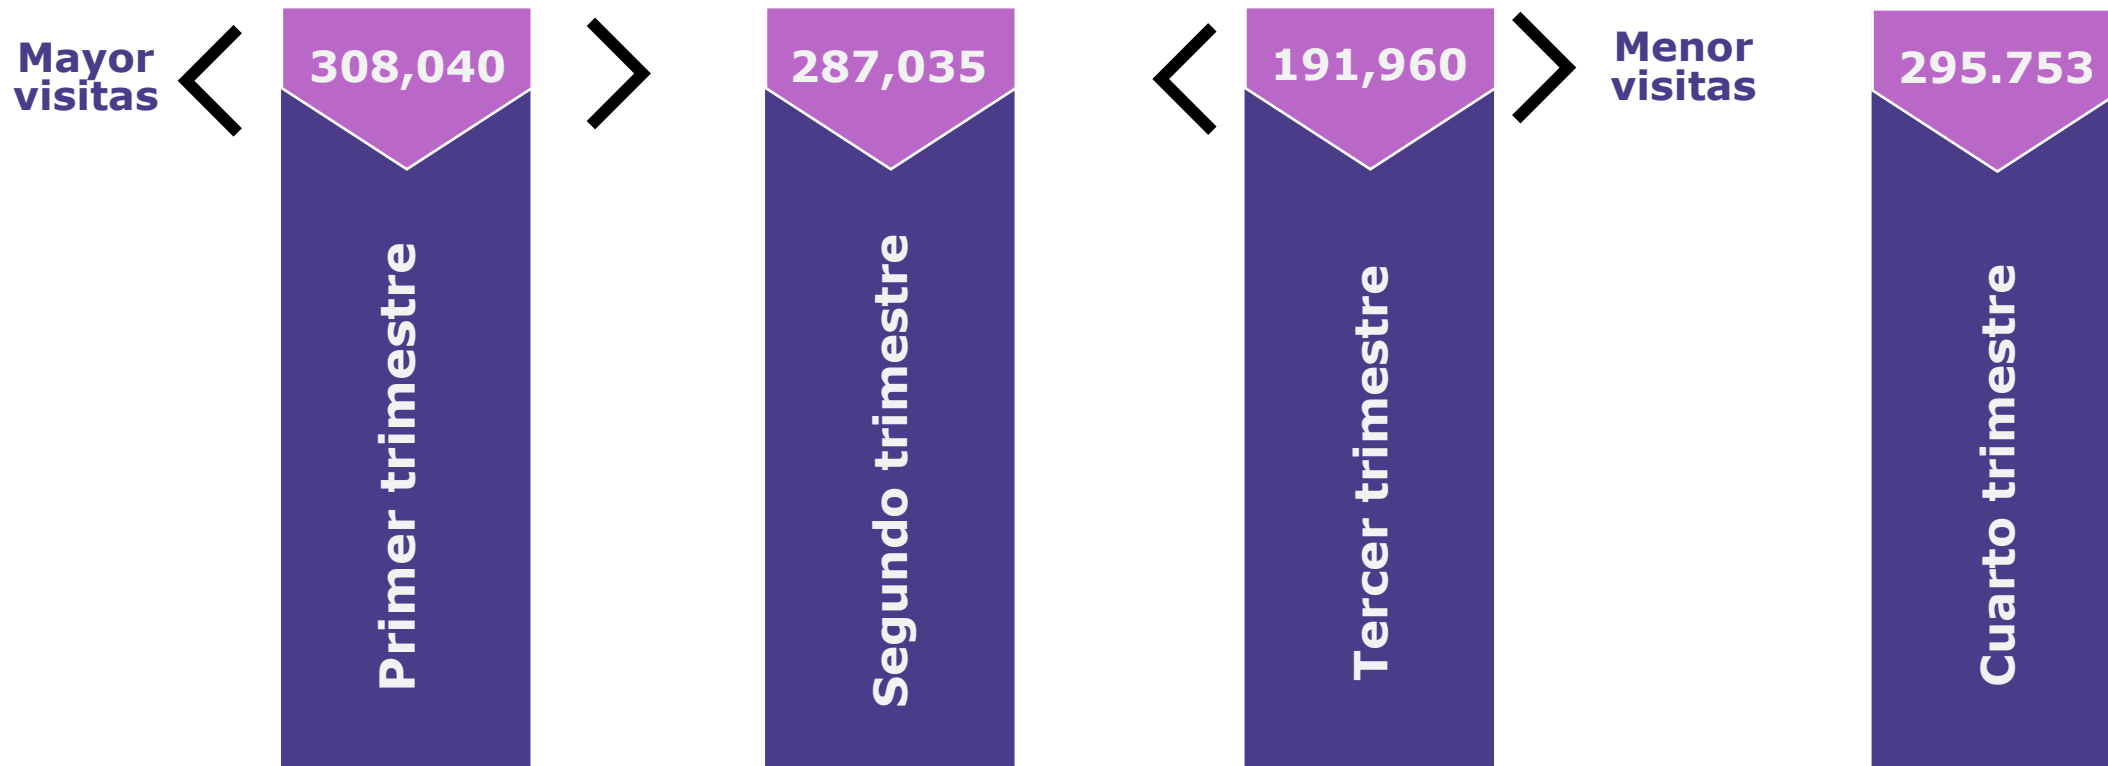 Mayor
visitas
308,040
287,035
191,960
Menor
visitas
295.753
Primer trimestre
Segundo trimestre
Tercer trimestre
Cuarto trimestre